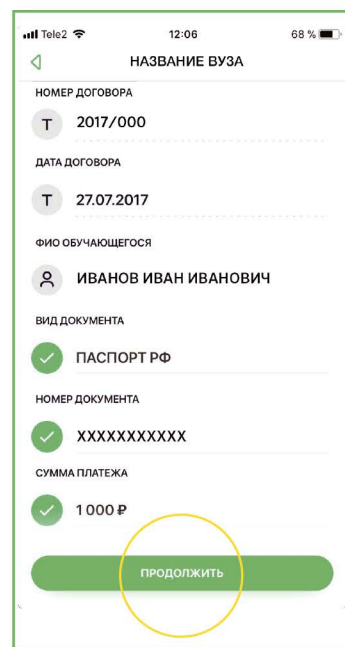 Tele2 12:06 68 %
НАЗВАНИЕ ВУЗА
НОМЕР ДОГОВОРА
Т 2017/000
ДАТА ДОГОВОРА
Т 27.07.2017
ФИО ОБУЧАЮЩЕГОСЯ
ИВАНОВ ИВАН ИВАНОВИЧ
ВИД ДОКУМЕНТА
ПАСПОРТ РФ
НОМЕР ДОКУМЕНТА
XXXXXXXXXXX
СУММА ПЛАТЕЖА
1 000 ₽
ПРОДОЛЖИТЬ